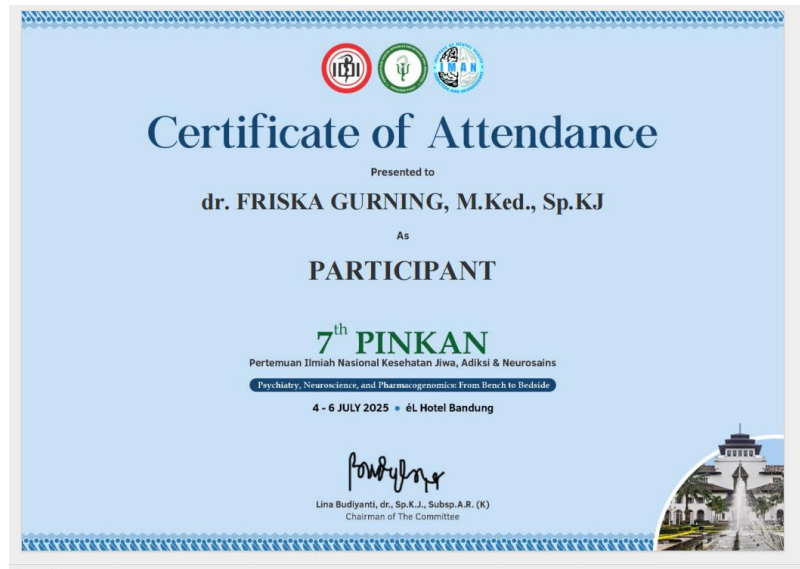 IDI
IMAN
Certificate of Attendance
Presented to
dr. FRISKA GURNING, M.Ked., Sp.KJ
As
PARTICIPANT
7th PINKAN
Pertemuan Ilmiah Nasional Kesehatan Jiwa, Adiksi & Neurosains
Psychiatry, Neuroscience, and Pharmacogenomics: From Bench to Bedside
4 - 6 JULY 2025 • éL Hotel Bandung
Lina Budiyanti, dr., Sp.K.J., Subsp.A.R. (K)
Chairman of The Committee